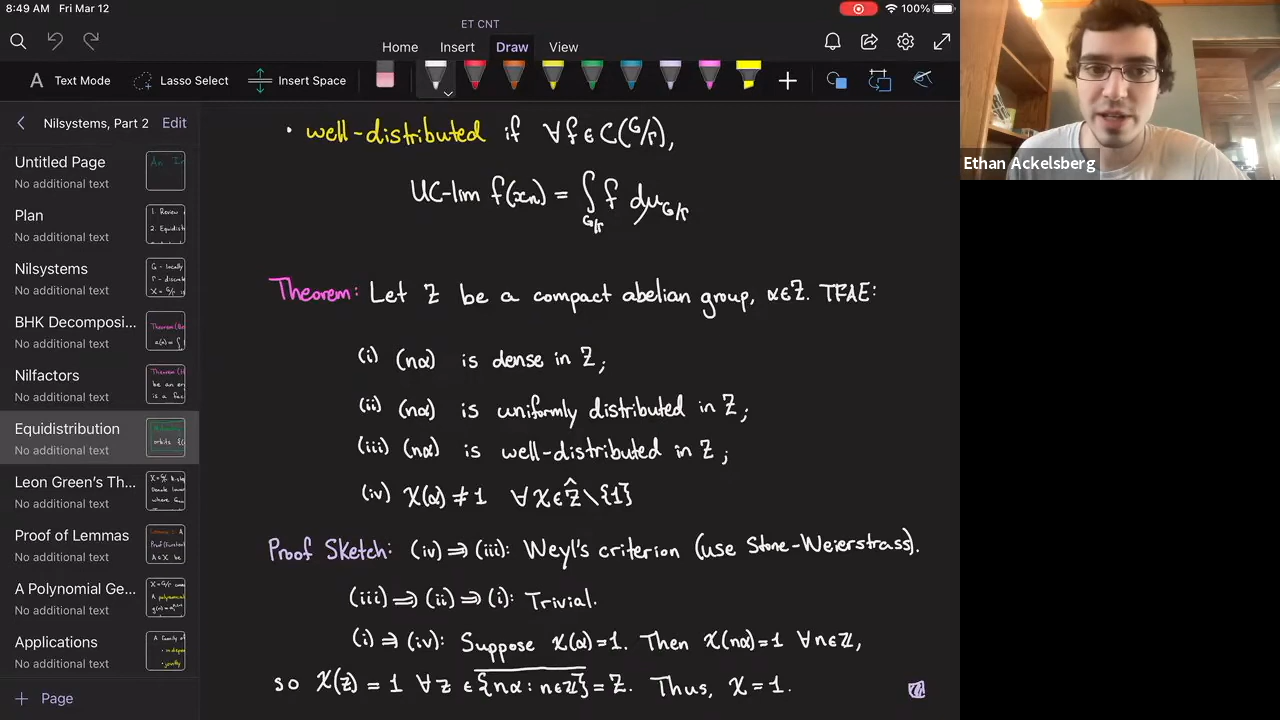 8:49 AM Fri Mar 12
100%
ET CNT
Home Insert Draw View
Text Mode Lasso Select Insert Space
Nilsystems, Part 2 Edit
Untitled Page
No additional text
Plan
No additional text
Nilsystems
No additional text
BHK Decomposi...
No additional text
Nilfactors
No additional text
Equidistribution
No additional text
Leon Green's Th...
No additional text
Proof of Lemmas
No additional text
A Polynomial Ge...
No additional text
Applications
No additional text
Page
• well-distributed if ∀f∈C(G/Γ),
UC-lim f(xₙ) = ∫_{G/Γ} f dμ_{G/Γ}
Theorem: Let Z be a compact abelian group, α∈Z. TFAE:
(i) (nα) is dense in Z;
(ii) (nα) is uniformly distributed in Z;
(iii) (nα) is well-distributed in Z;
(iv) χ(α) ≠ 1 ∀χ∈Ẑ\{1}
Proof Sketch: (iv) ⇒ (iii): Weyl's criterion (use Stone-Weierstrass).
(iii) ⇒ (ii) ⇒ (i): Trivial.
(i) ⇒ (iv): Suppose χ(α)=1. Then χ(nα)=1 ∀n∈ℤ,
so χ(z) = 1 ∀z ∈ \overline{{nα : n∈ℤ}} = Z. Thus, χ=1.
Ethan Ackelsberg